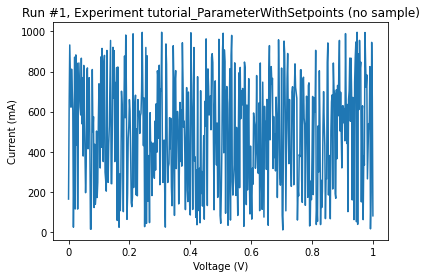 Run #1, Experiment tutorial_ParameterWithSetpoints (no sample)
1000
800
600
400
200
0
Current (mA)
0 0.2 0.4 0.6 0.8 1
Voltage (V)